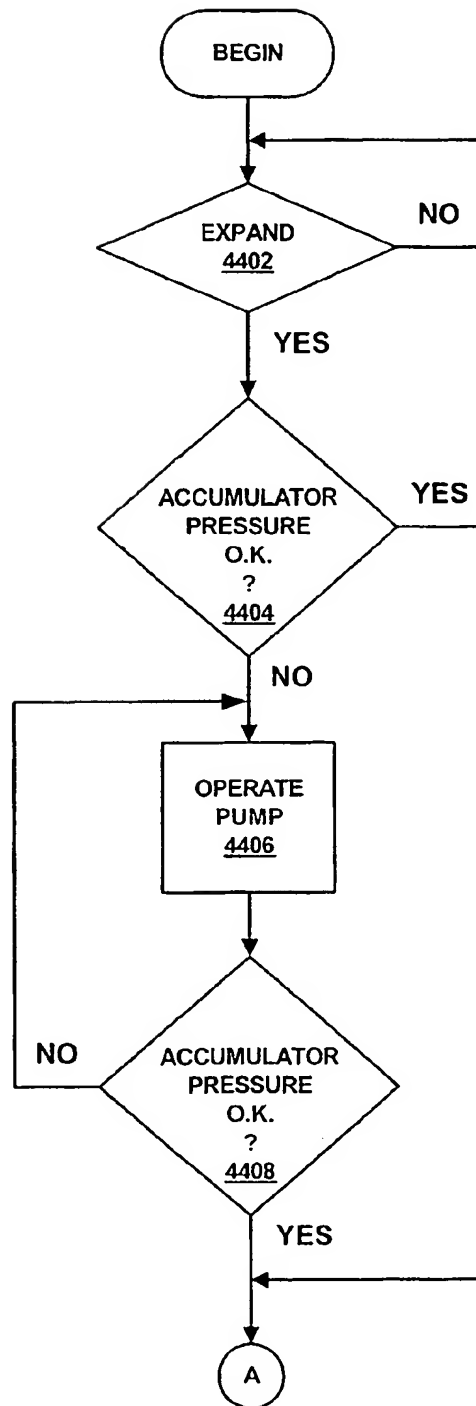 BEGIN
EXPAND
4402
NO
YES
ACCUMULATOR
PRESSURE
O.K.
?
4404
YES
NO
OPERATE
PUMP
4406
NO
ACCUMULATOR
PRESSURE
O.K.
?
4408
YES
A